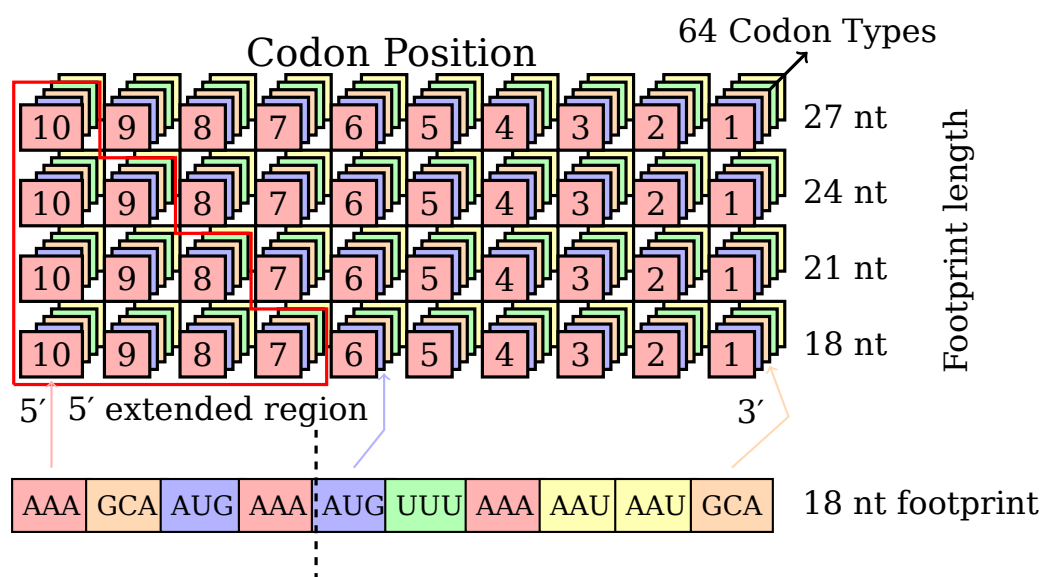 64 Codon Types
Codon Position
10 9 8 7 6 5 4 3 2 1 27 nt
10 9 8 7 6 5 4 3 2 1 24 nt
10 9 8 7 6 5 4 3 2 1 21 nt
10 9 8 7 6 5 4 3 2 1 18 nt
Footprint length
5′ 5′ extended region 3′
AAA GCA AUG AAA AUG UUU AAA AAU AAU GCA 18 nt footprint